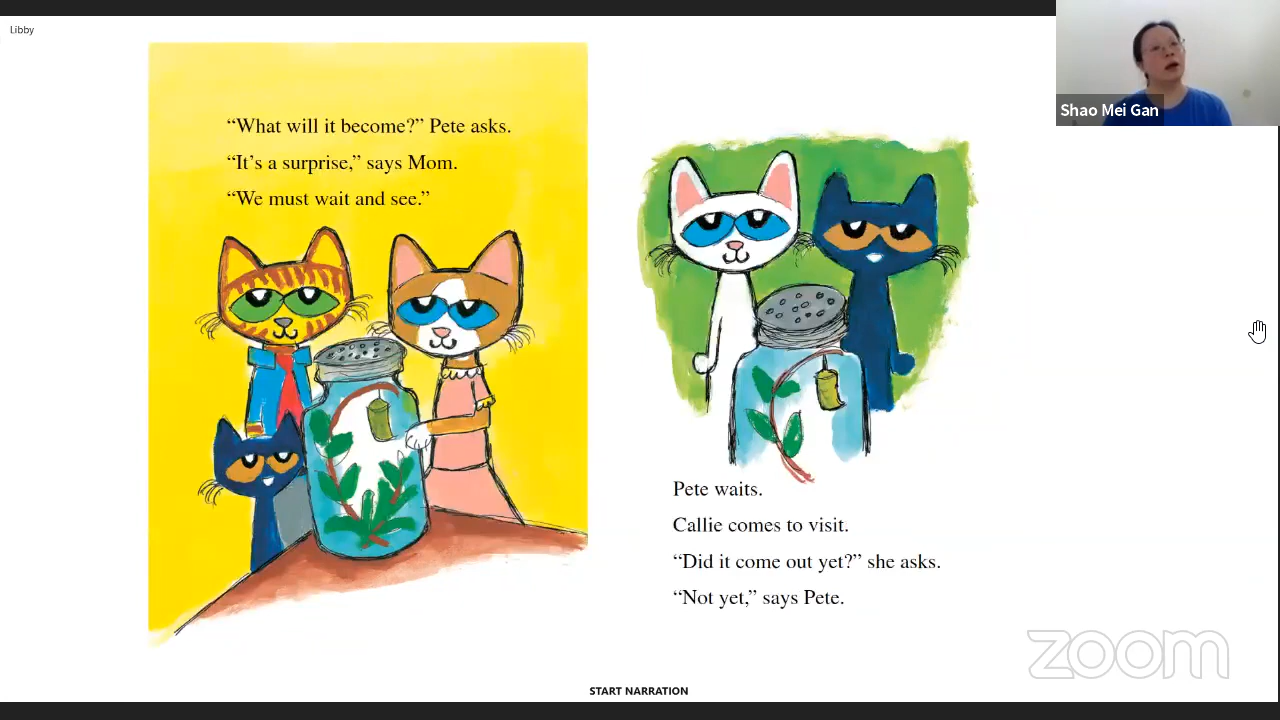 Libby
“What will it become?” Pete asks.
“It’s a surprise,” says Mom.
“We must wait and see.”
Pete waits.
Callie comes to visit.
“Did it come out yet?” she asks.
“Not yet,” says Pete.
START NARRATION
Shao Mei Gan
zoom